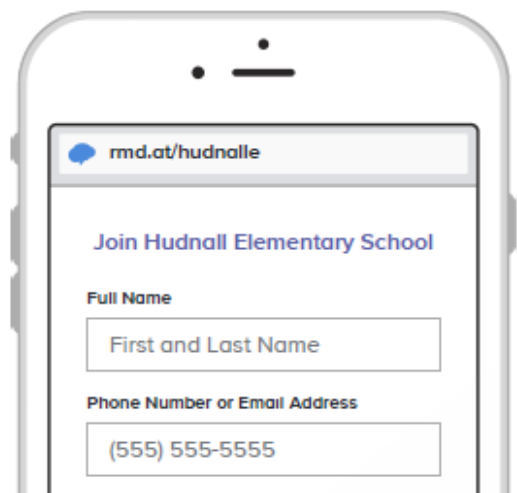 rmd.at/hudnalle
Join Hudnall Elementary School
Full Name
First and Last Name
Phone Number or Email Address
(555) 555-5555